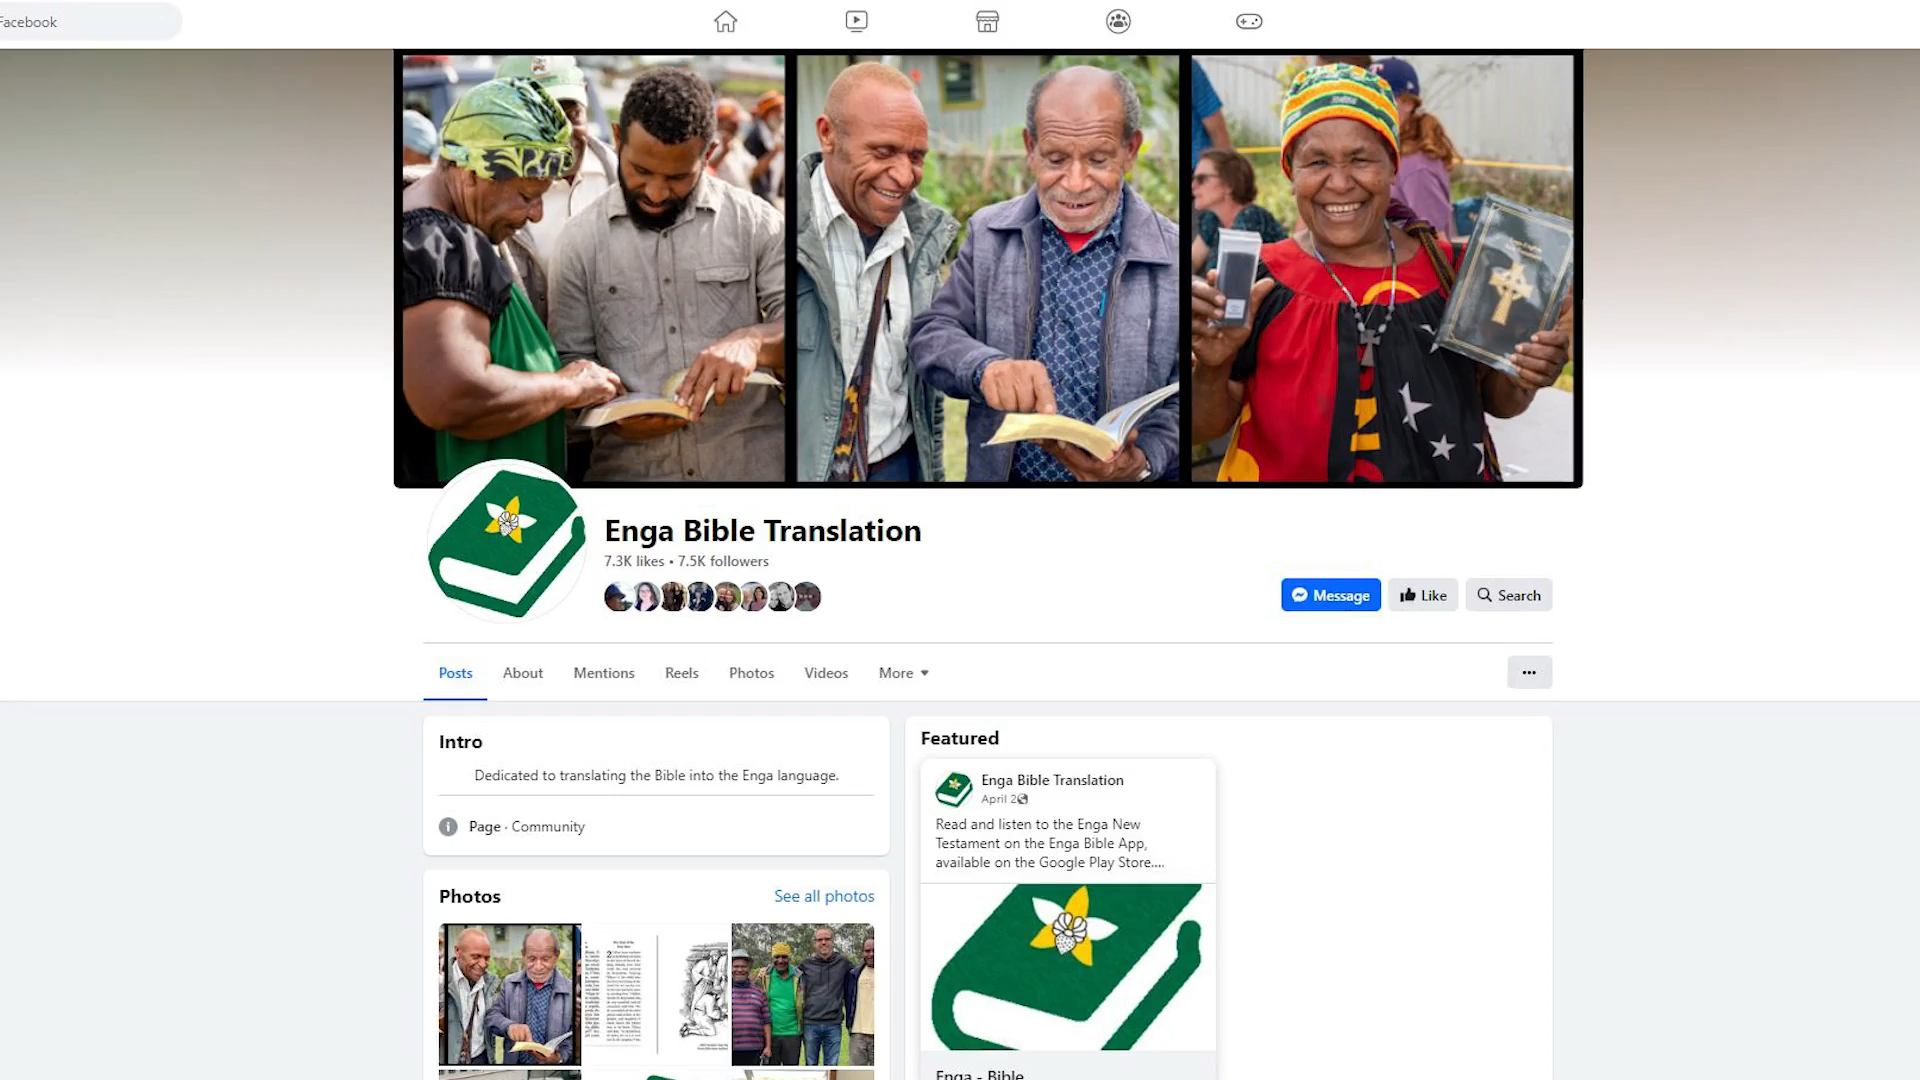 Facebook
Enga Bible Translation
7.3K likes • 7.5K followers
Message
Like
Search
Posts
About
Mentions
Reels
Photos
Videos
More
Intro
Dedicated to translating the Bible into the Enga language.
Page · Community
Photos
See all photos
Featured
Enga Bible Translation
April 2
Read and listen to the Enga New
Testament on the Enga Bible App,
available on the Google Play Store....
Enga - Bible